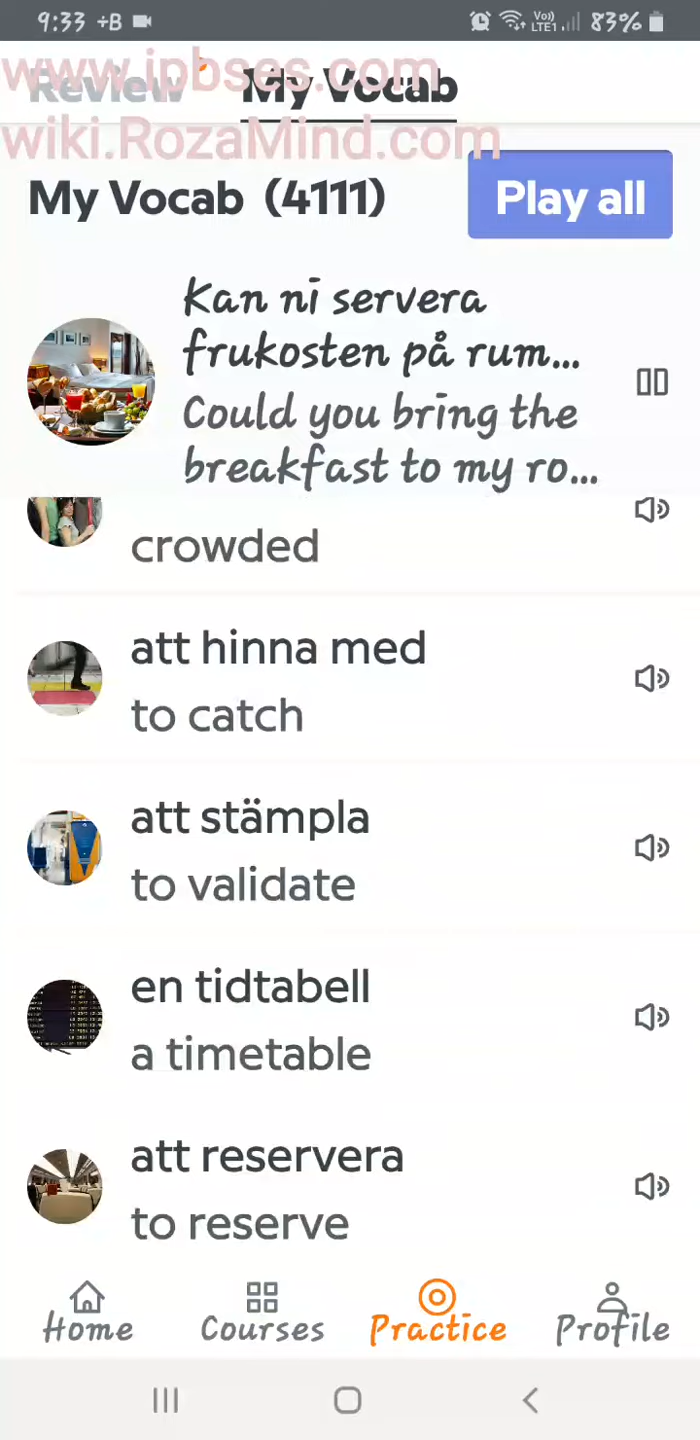 9:33 ÷B 83%
Vo)
LTE1
www.ipbses.com
Review My Vocab
wiki.RozaMind.com
My Vocab (4111) Play all
Kan ni servera
frukosten på rum...
Could you bring the
breakfast to my ro...
crowded
att hinna med
to catch
att stämpla
to validate
en tidtabell
a timetable
att reservera
to reserve
Home Courses Practice Profile